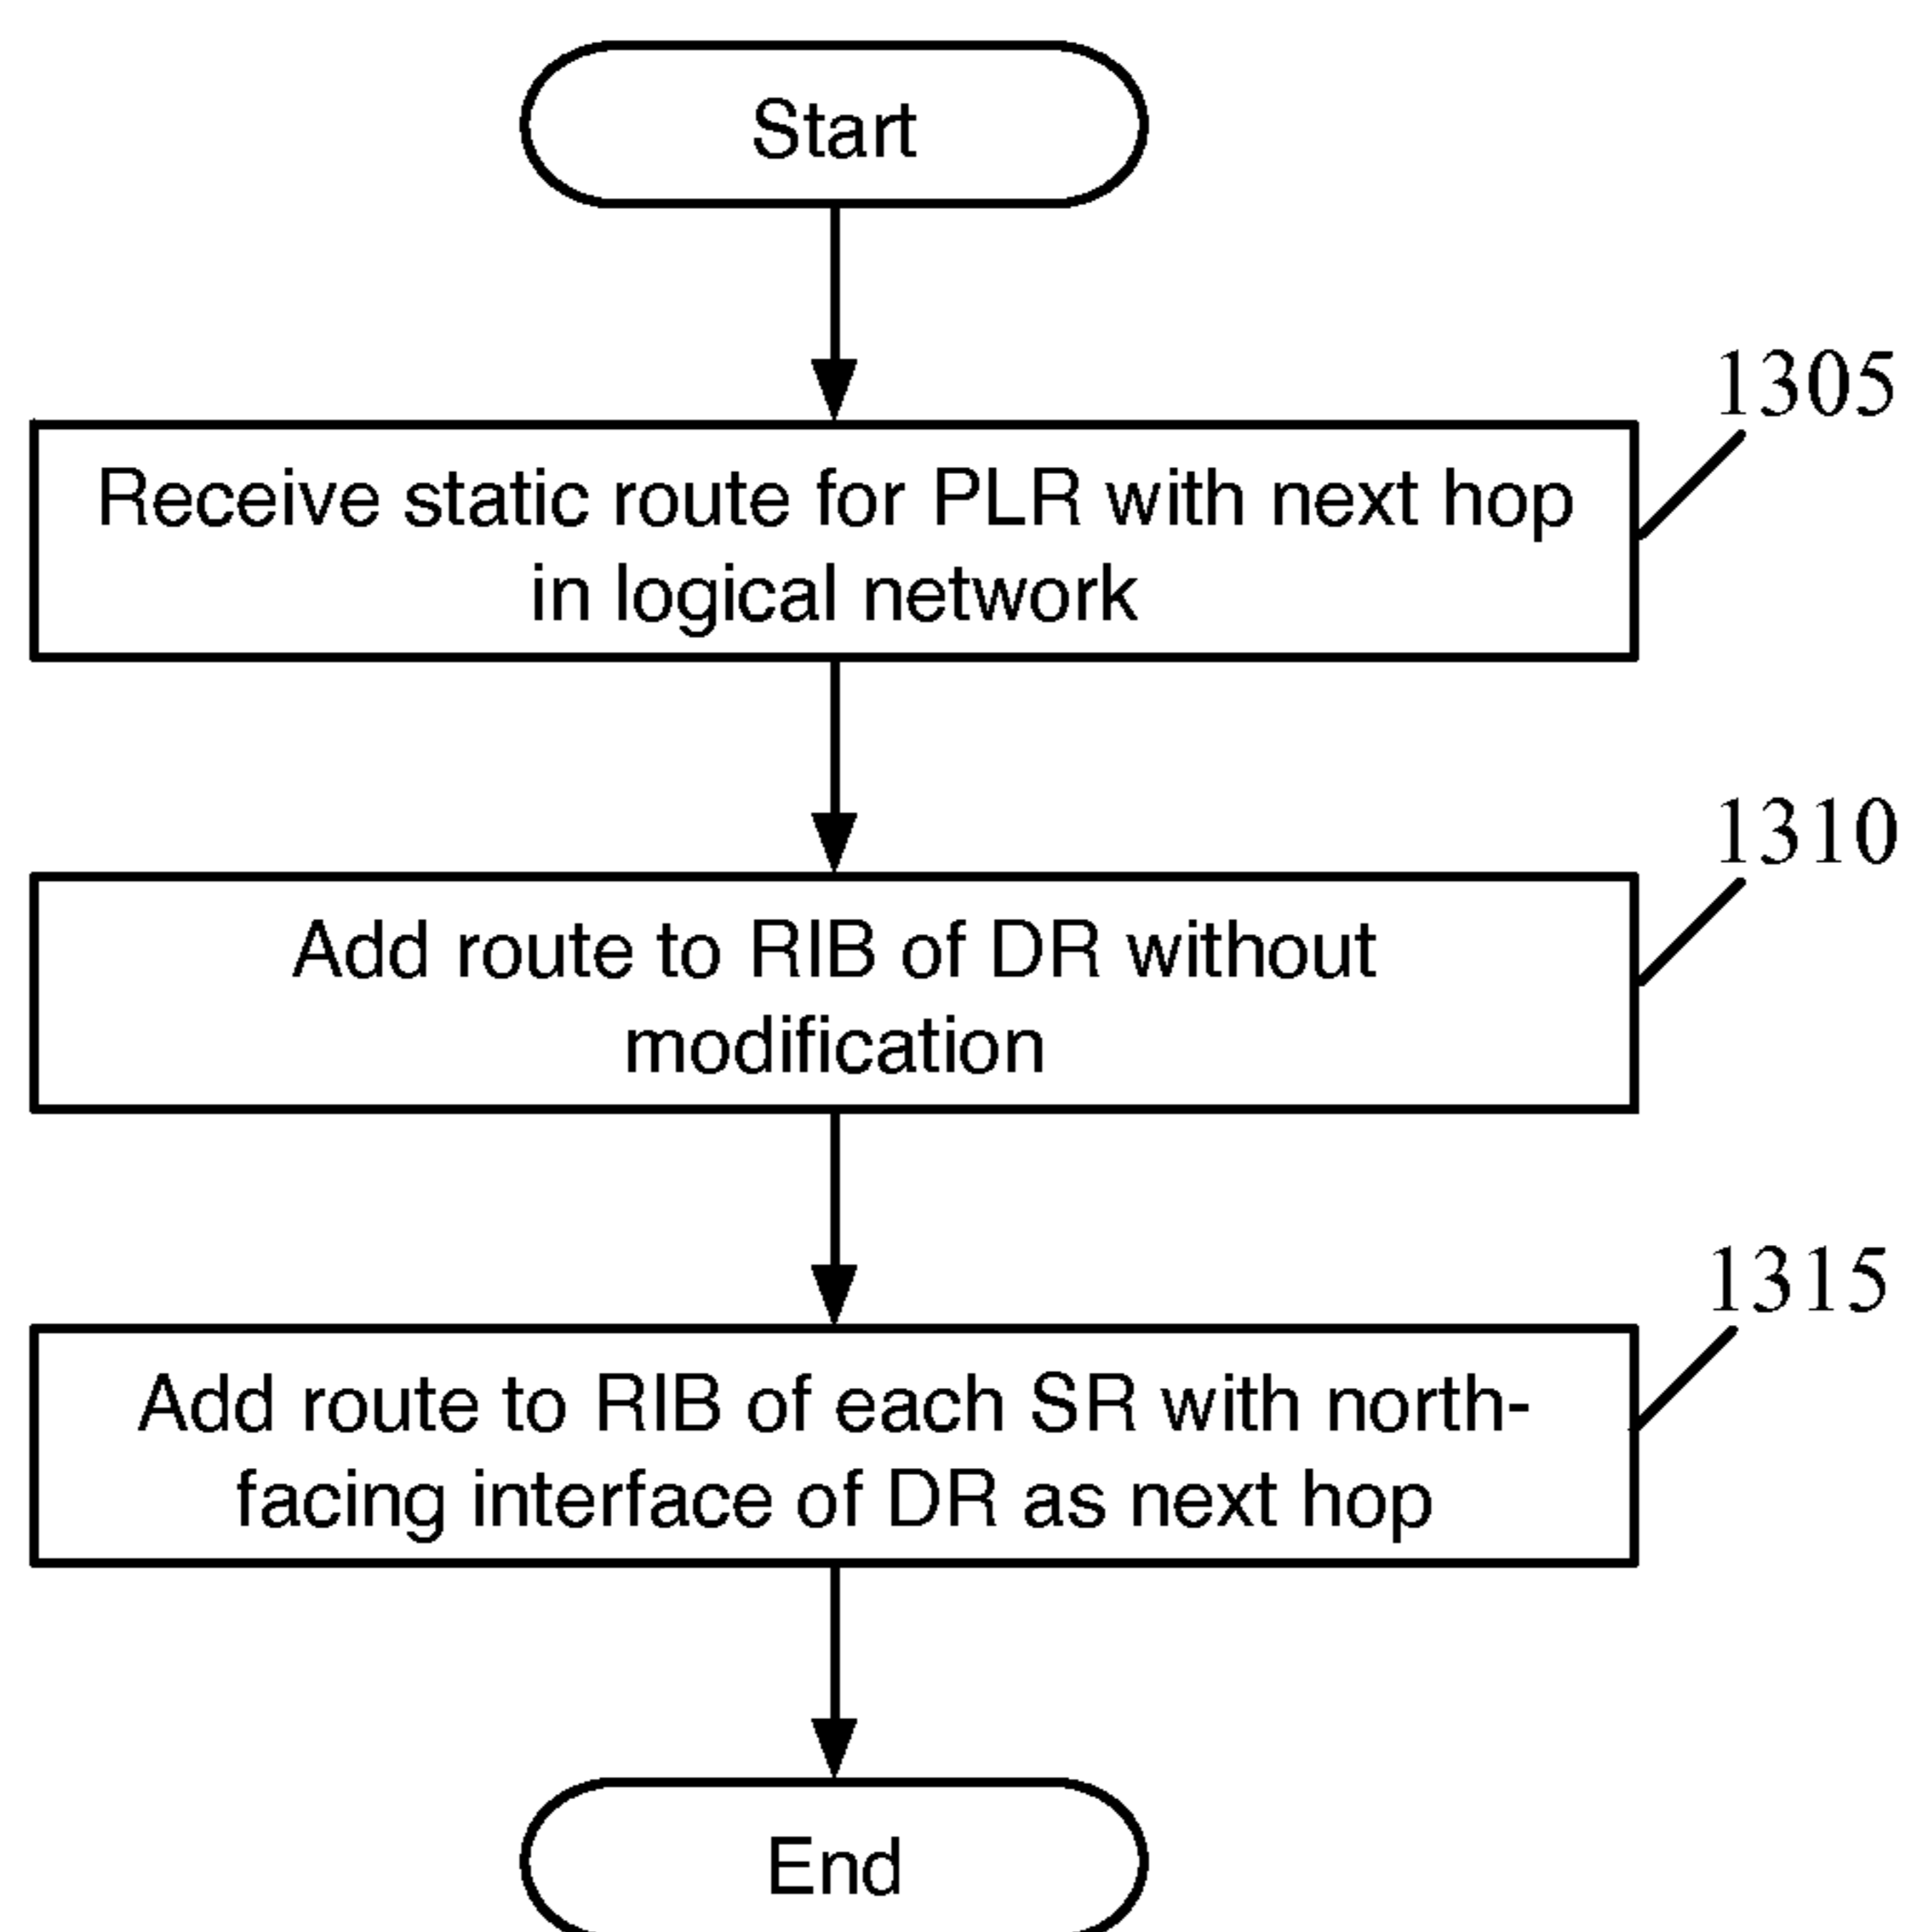 Start
1305
Receive static route for PLR with next hop
in logical network
1310
Add route to RIB of DR without
modification
1315
Add route to RIB of each SR with north-
facing interface of DR as next hop
End